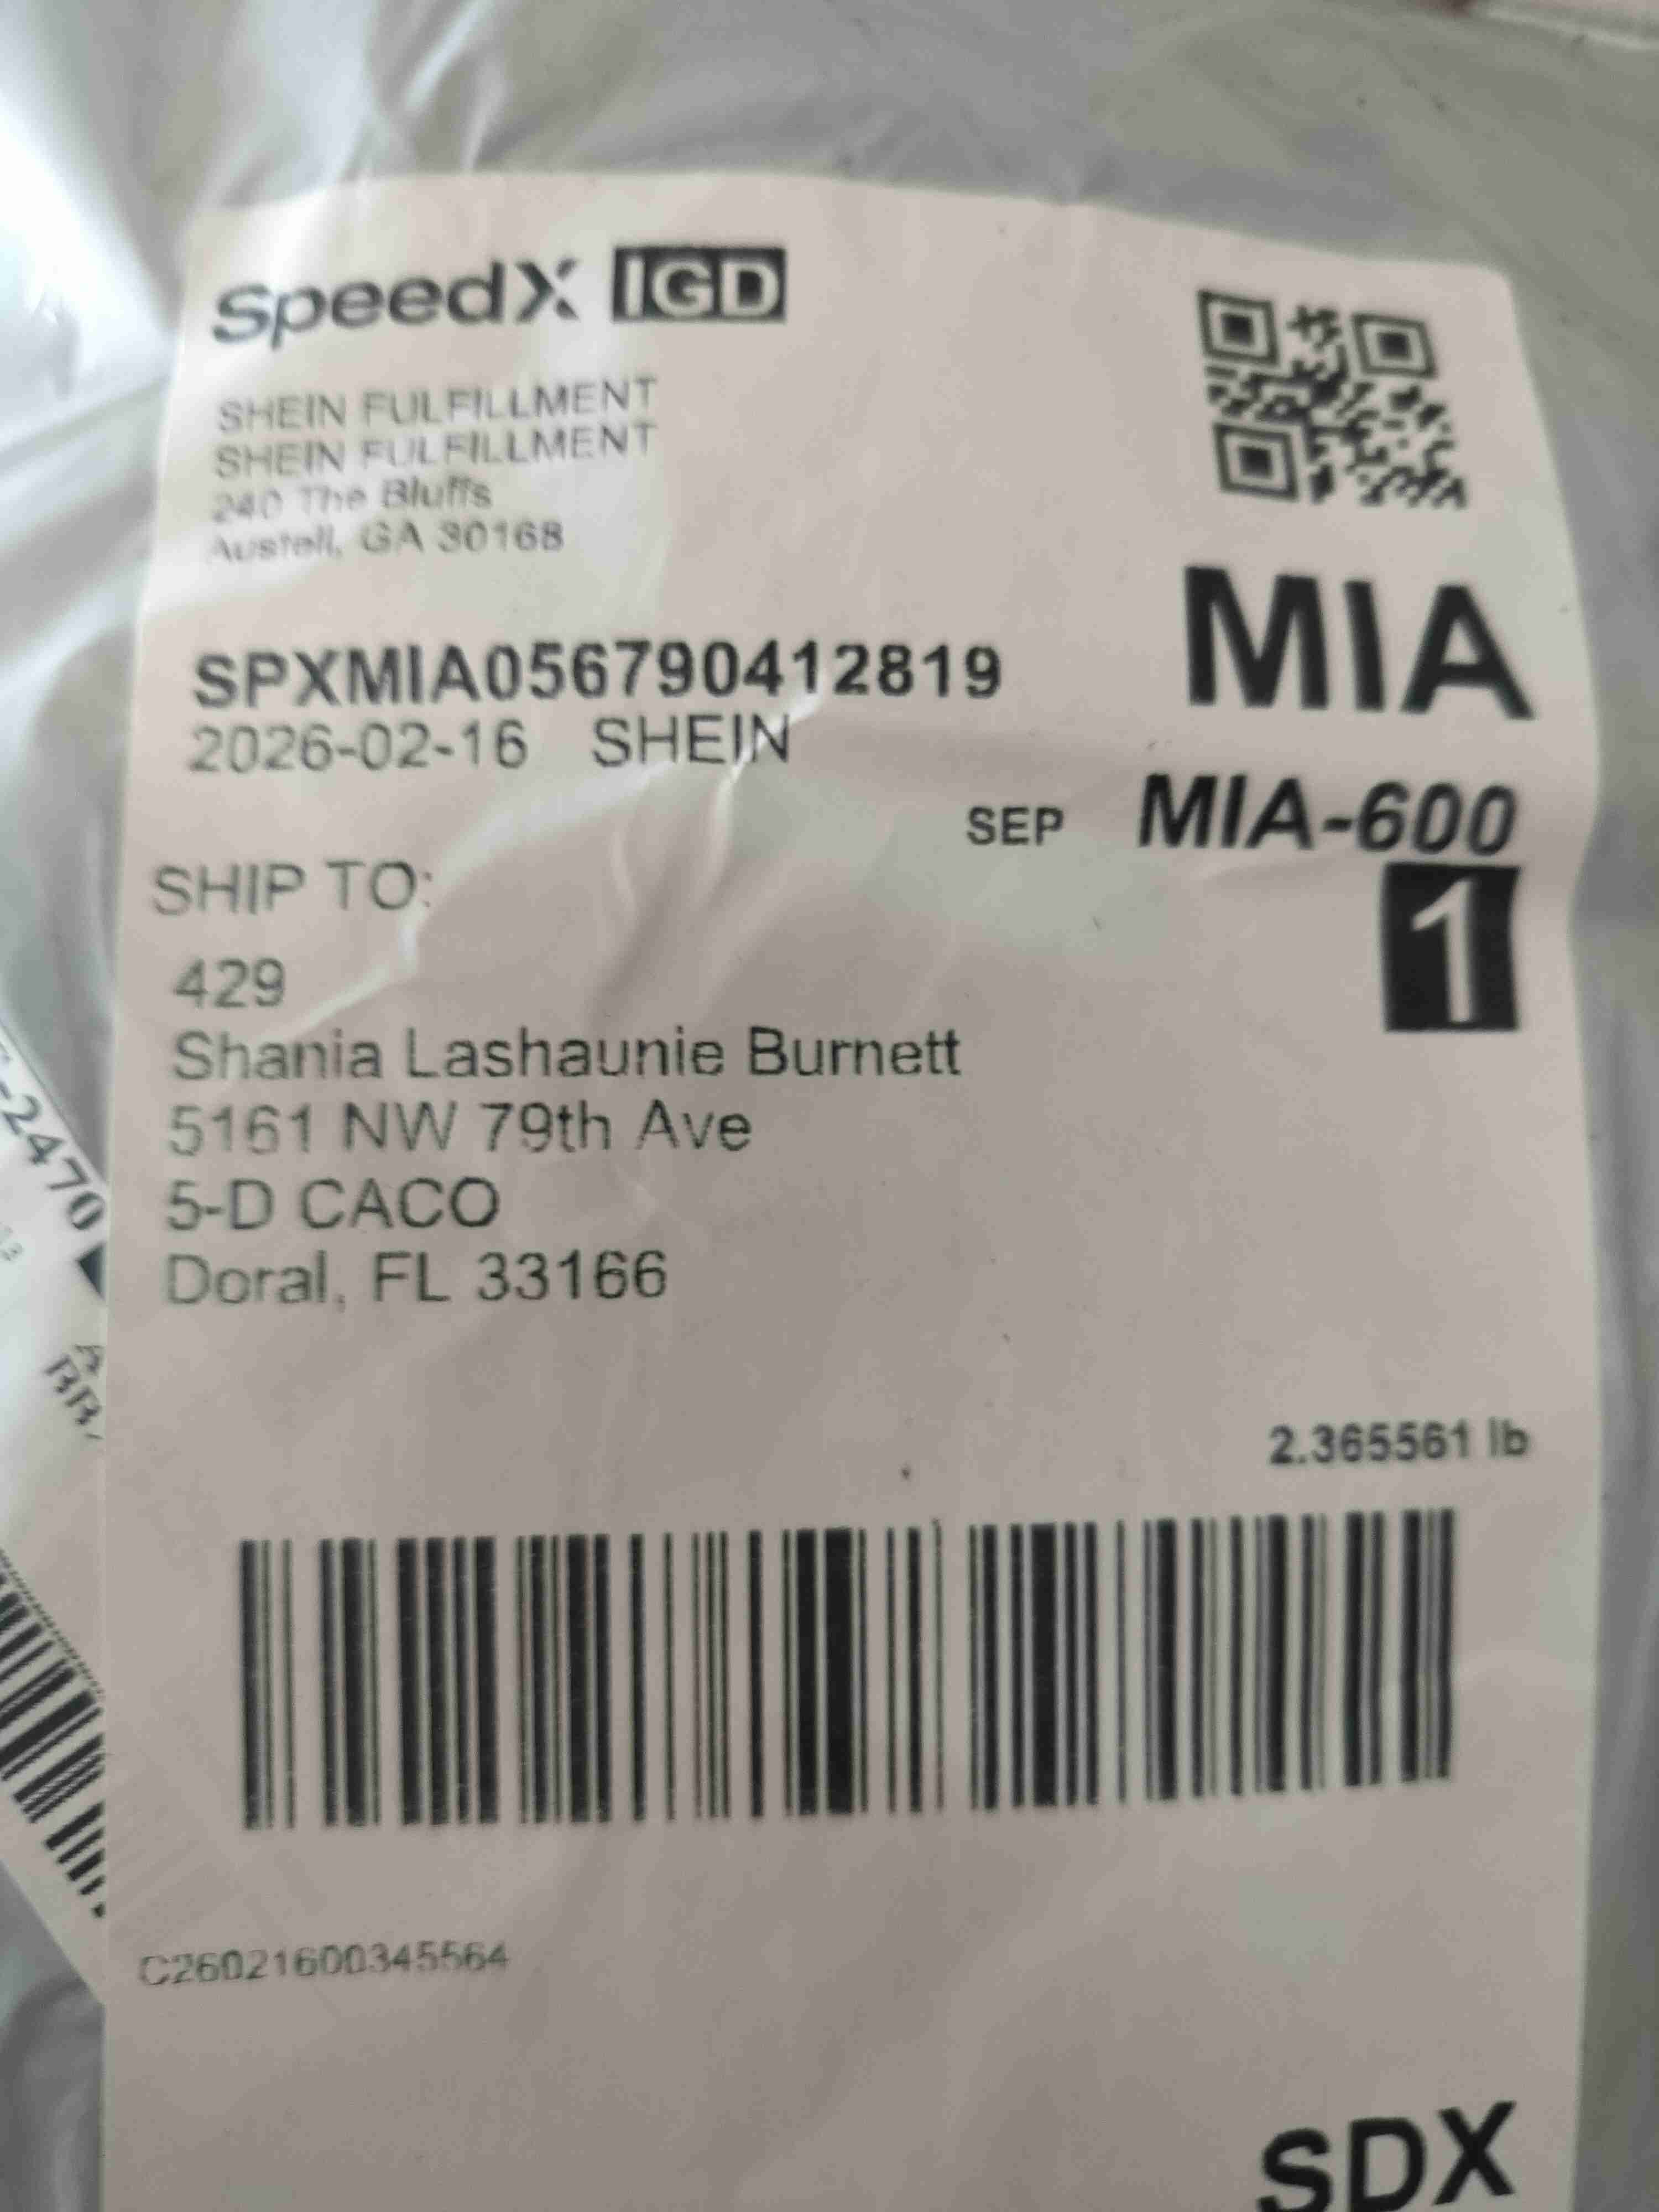 SpeedX IGD
SHEIN FULFILLMENT
SHEIN FULFILLMENT
240 The Bluffs
Austell, GA 30168
MIA
SPXMIA056790412819
2026-02-16 SHEIN
SEP MIA-600
1
SHIP TO:
429
Shania Lashaunie Burnett
5161 NW 79th Ave
5-D CACO
Doral, FL 33166
2.365561 lb
C26021600345564
SDX
-2470
BR